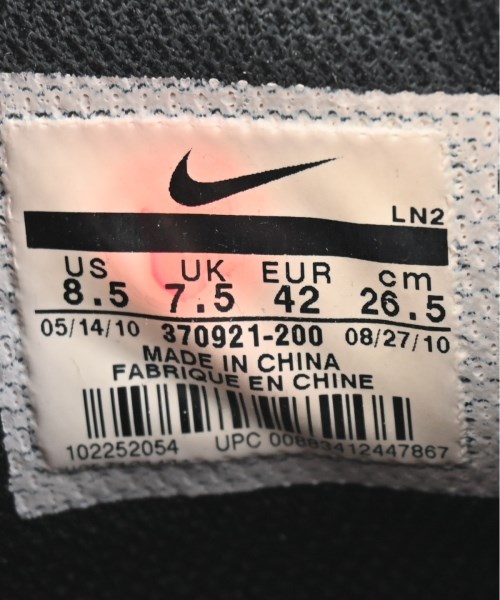 LN2
US UK EUR cm
8.5 7.5 42 26.5
05/14/10 370921-200 08/27/10
MADE IN CHINA
FABRIQUE EN CHINE
102252054 UPC 00883412447867